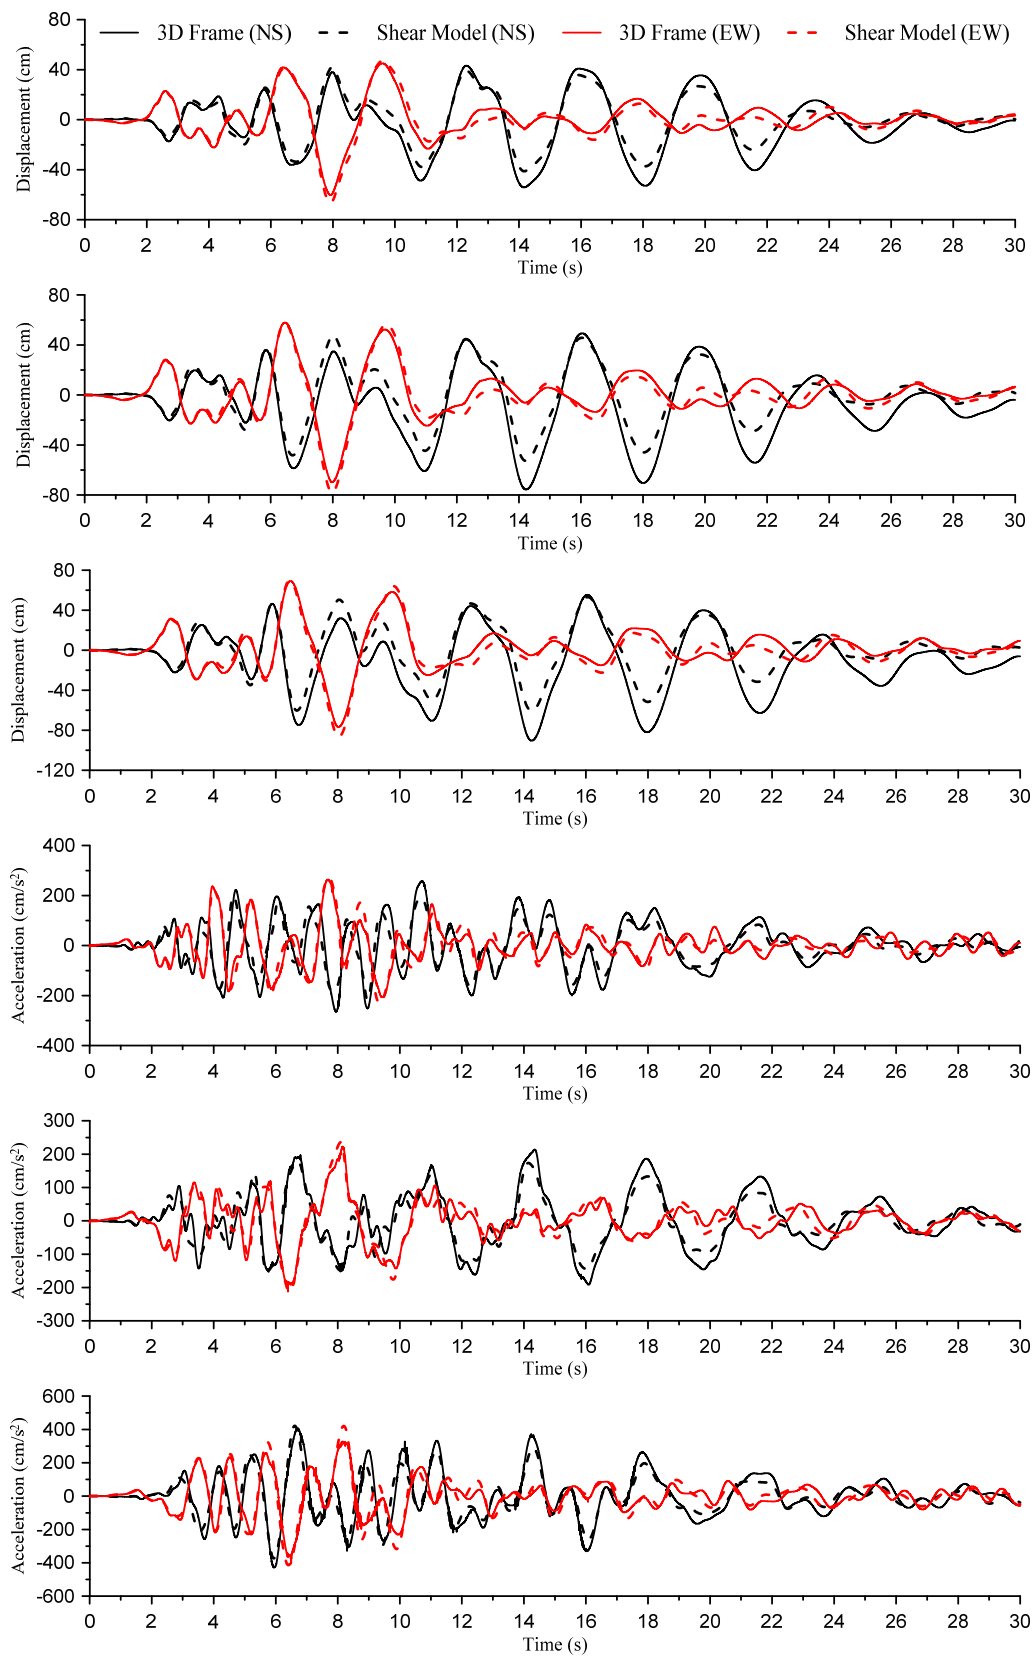 80
3D Frame (NS) Shear Model (NS) 3D Frame (EW) Shear Model (EW)
40
0
-40
-80
Displacement (cm)
0 2 4 6 8 10 12 14 16 18 20 22 24 26 28 30
Time (s)
80
40
0
-40
-80
Displacement (cm)
0 2 4 6 8 10 12 14 16 18 20 22 24 26 28 30
Time (s)
80
40
0
-40
-80
-120
Displacement (cm)
0 2 4 6 8 10 12 14 16 18 20 22 24 26 28 30
Time (s)
400
200
0
-200
-400
Acceleration (cm/s²)
0 2 4 6 8 10 12 14 16 18 20 22 24 26 28 30
Time (s)
300
200
100
0
-100
-200
-300
Acceleration (cm/s²)
0 2 4 6 8 10 12 14 16 18 20 22 24 26 28 30
Time (s)
600
400
200
0
-200
-400
-600
Acceleration (cm/s²)
0 2 4 6 8 10 12 14 16 18 20 22 24 26 28 30
Time (s)